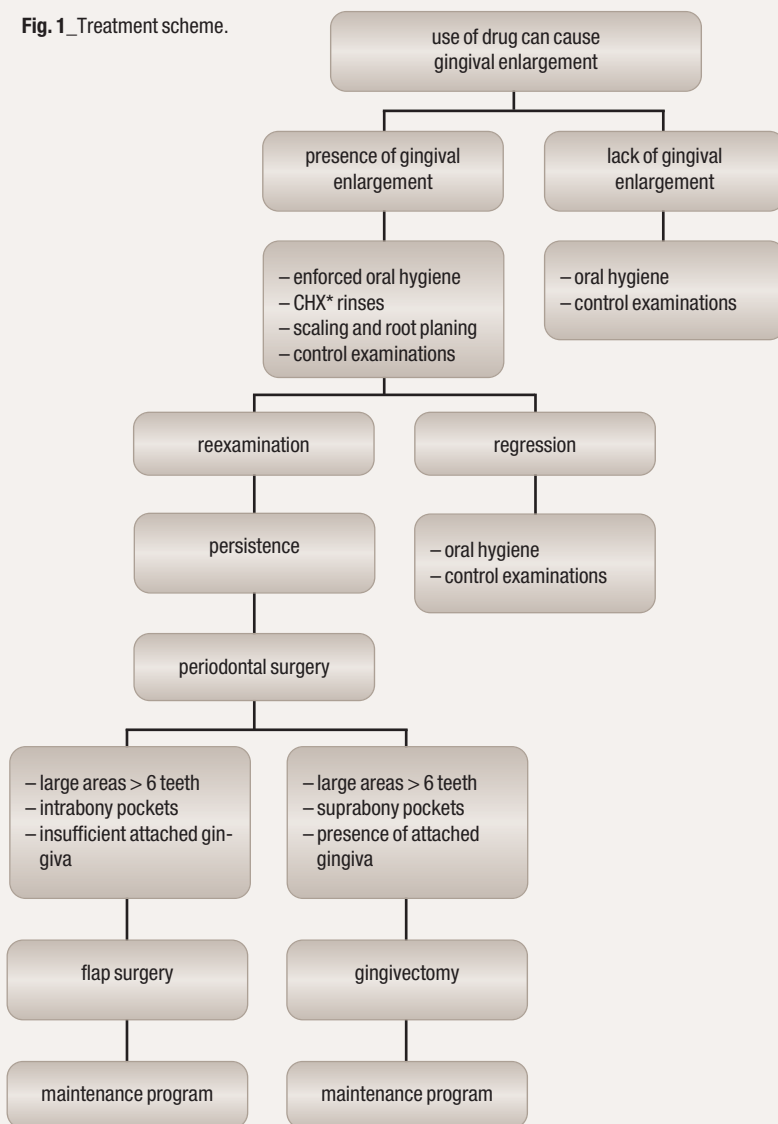 Fig. 1_Treatment scheme.
use of drug can cause
gingival enlargement
presence of gingival
enlargement
lack of gingival
enlargement
– enforced oral hygiene
– CHX* rinses
– scaling and root planing
– control examinations
– oral hygiene
– control examinations
reexamination
regression
persistence
– oral hygiene
– control examinations
periodontal surgery
– large areas > 6 teeth
– intrabony pockets
– insufficient attached gin-
giva
– large areas > 6 teeth
– suprabony pockets
– presence of attached
gingiva
flap surgery
gingivectomy
maintenance program
maintenance program